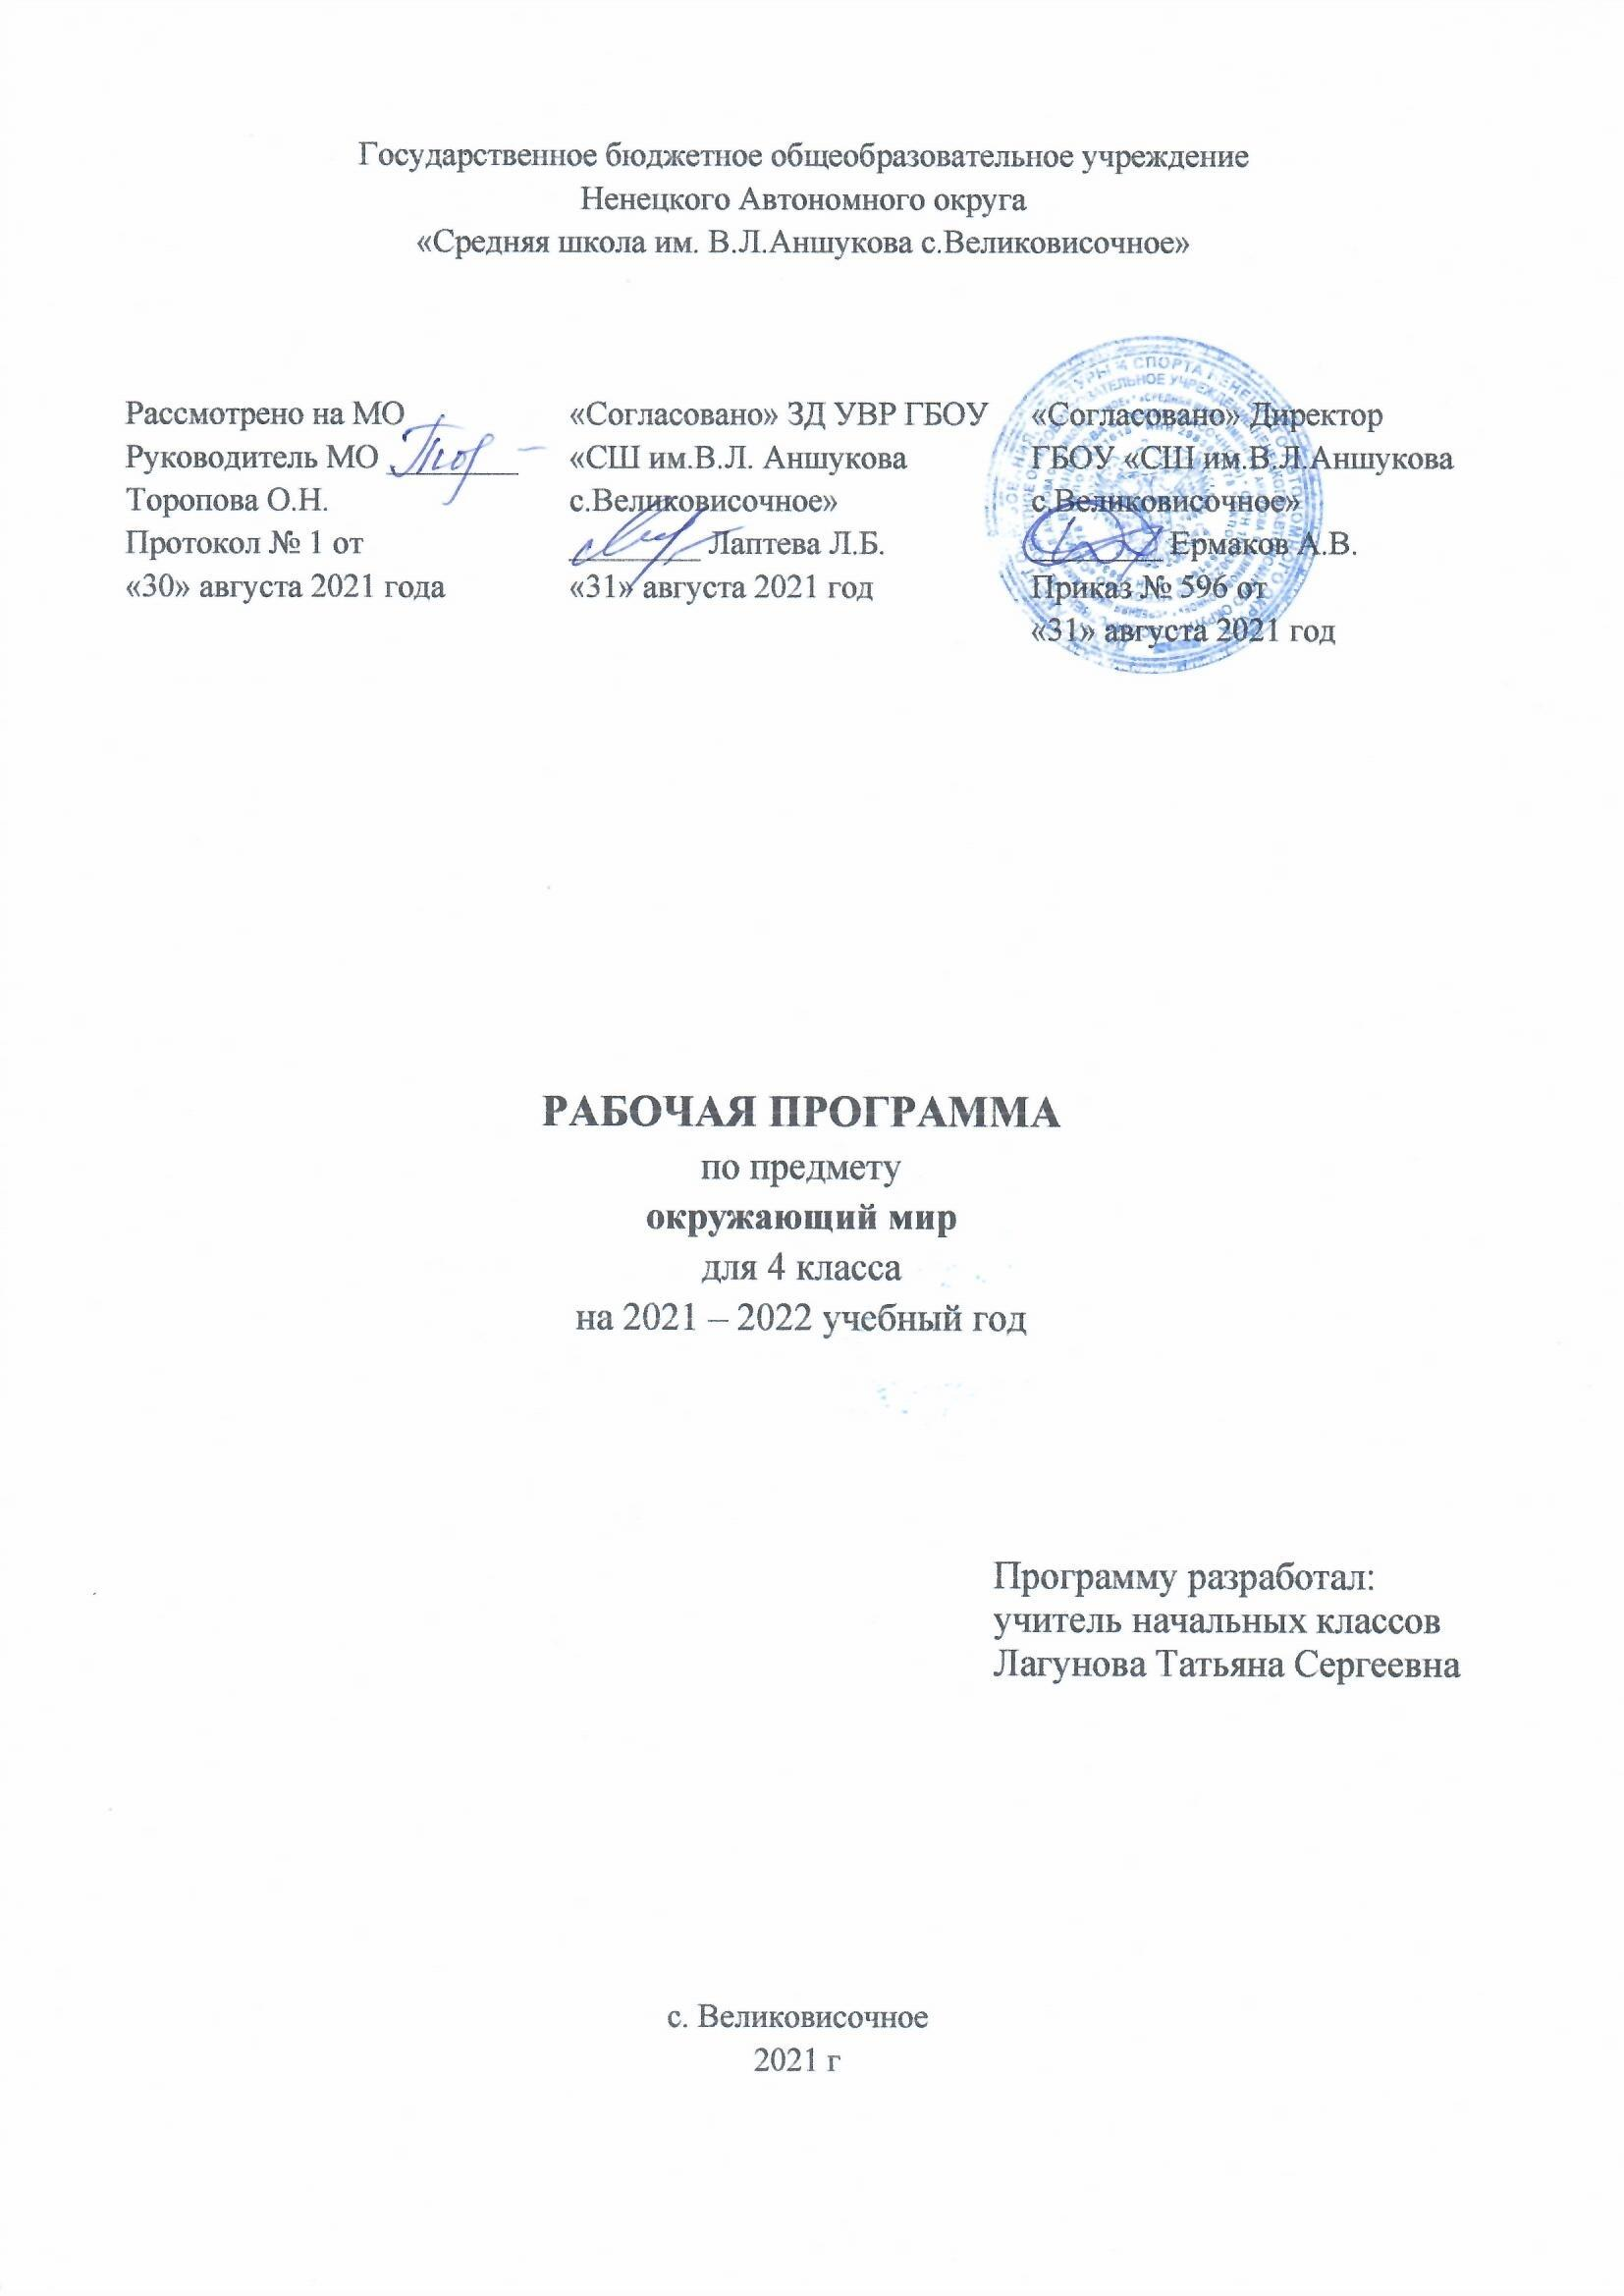 Государственное бюджетное общеобразовательное учреждение
Ненецкого Автономного округа
«Средняя школа им. В.Л.Аншукова с.Великовисочное»
Рассмотрено на МО
Руководитель МО ________
Торопова О.Н.
Протокол № 1 от
«30» августа 2021 года
«Согласовано» ЗД УВР ГБОУ
«СШ им.В.Л. Аншукова
с.Великовисочное»
________ Лаптева Л.Б.
«31» августа 2021 год
«Согласовано» Директор
ГБОУ «СШ им.В.Л.Аншукова
с.Великовисочное»
________ Ермаков А.В.
Приказ № 596 от
«31» августа 2021 год
РАБОЧАЯ ПРОГРАММА
по предмету
окружающий мир
для 4 класса
на 2021 – 2022 учебный год
Программу разработал:
учитель начальных классов
Лагунова Татьяна Сергеевна
с. Великовисочное
2021 г